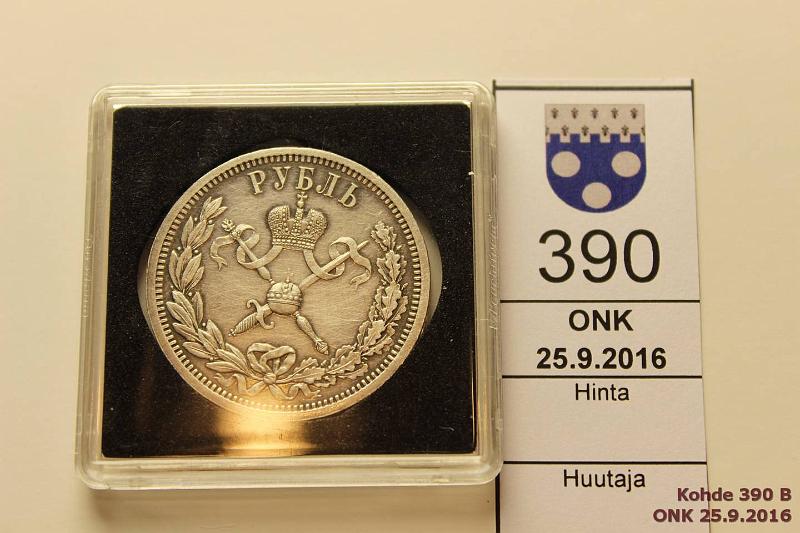 РУБЛЬ
390
ONK
25.9.2016
Hinta
Huutaja
Kohde 390 B
ONK 25.9.2016